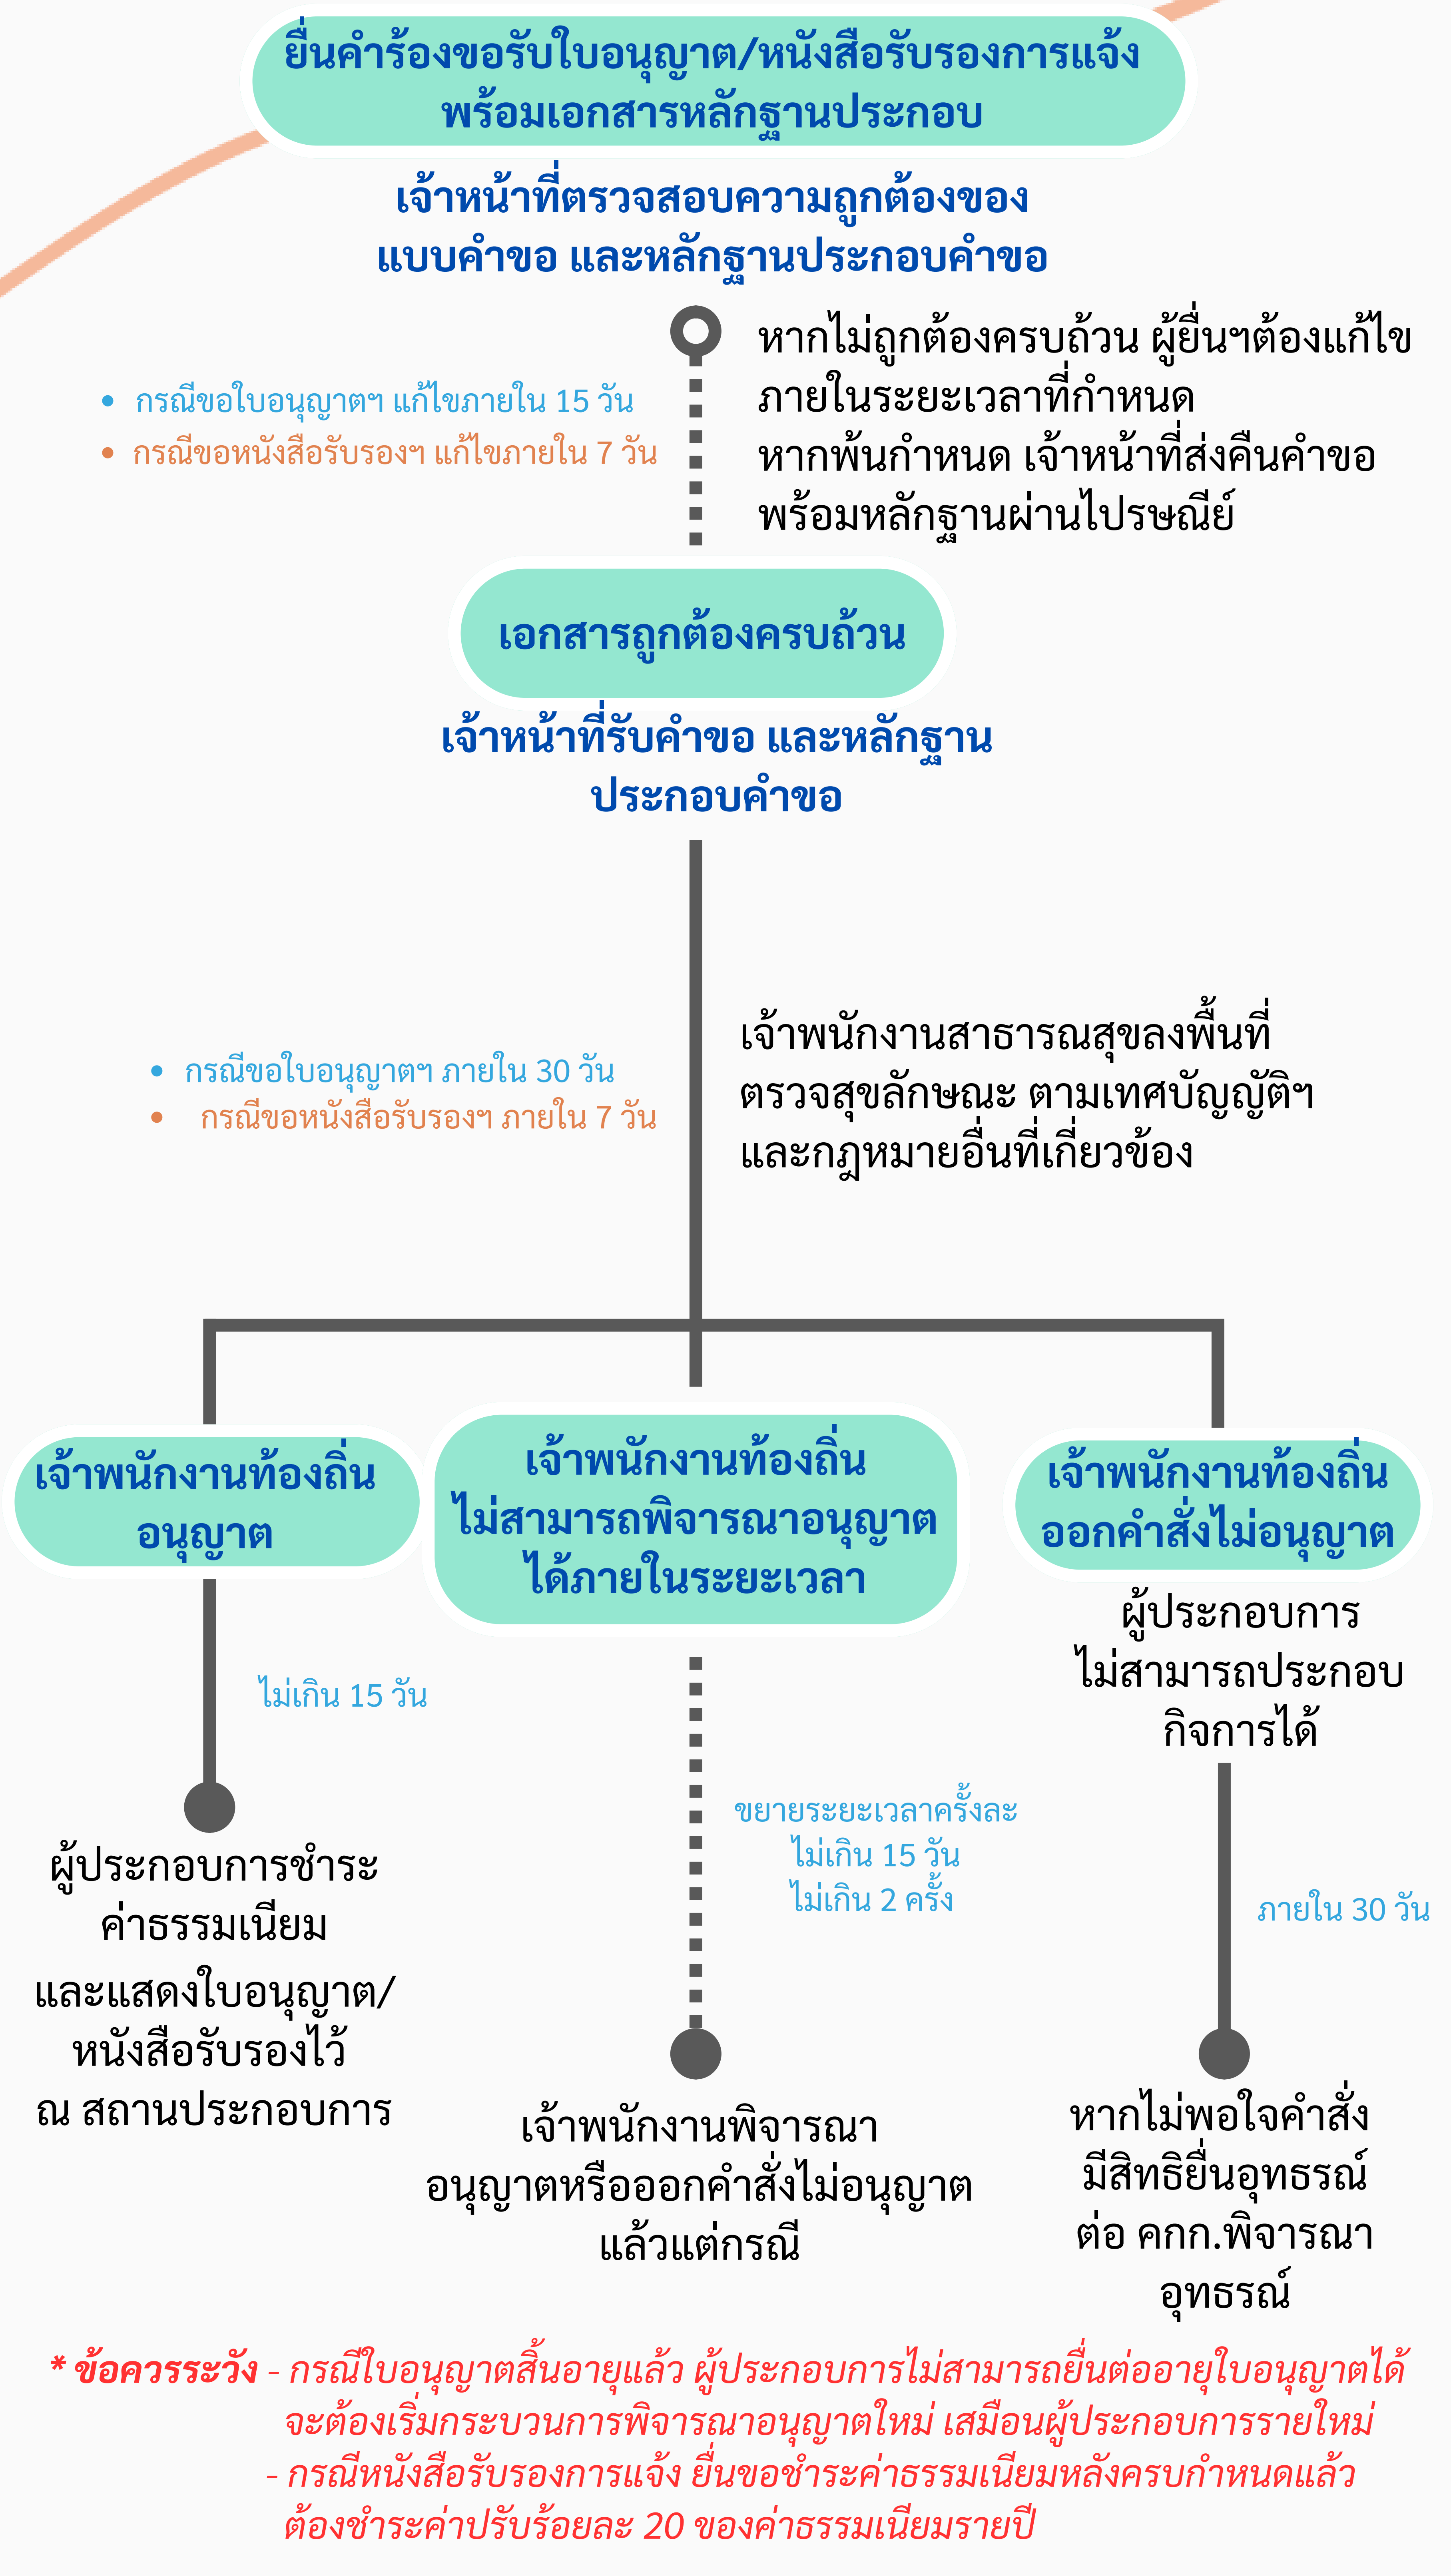 ยื่นคำร้องขอรับใบอนุญาต/หนังสือรับรองการแจ้ง
พร้อมเอกสารหลักฐานประกอบ
เจ้าหน้าที่ตรวจสอบความถูกต้องของ
แบบคำขอ และหลักฐานประกอบคำขอ
หากไม่ถูกต้องครบถ้วน ผู้ยื่นฯต้องแก้ไข
ภายในระยะเวลาที่กำหนด
หากพ้นกำหนด เจ้าหน้าที่ส่งคืนคำขอ
พร้อมหลักฐานผ่านไปรษณีย์
• กรณีขอใบอนุญาตฯ แก้ไขภายใน 15 วัน
• กรณีขอหนังสือรับรองฯ แก้ไขภายใน 7 วัน
เอกสารถูกต้องครบถ้วน
เจ้าหน้าที่รับคำขอ และหลักฐาน
ประกอบคำขอ
เจ้าพนักงานสาธารณสุขลงพื้นที่
ตรวจสุขลักษณะ ตามเทศบัญญัติฯ
และกฎหมายอื่นที่เกี่ยวข้อง
• กรณีขอใบอนุญาตฯ ภายใน 30 วัน
• กรณีขอหนังสือรับรองฯ ภายใน 7 วัน
เจ้าพนักงานท้องถิ่น
อนุญาต
ไม่เกิน 15 วัน
ผู้ประกอบการชำระ
ค่าธรรมเนียม
และแสดงใบอนุญาต/
หนังสือรับรองไว้
ณ สถานประกอบการ
เจ้าพนักงานท้องถิ่น
ไม่สามารถพิจารณาอนุญาต
ได้ภายในระยะเวลา
ขยายระยะเวลาครั้งละ
ไม่เกิน 15 วัน
ไม่เกิน 2 ครั้ง
เจ้าพนักงานพิจารณา
อนุญาตหรือออกคำสั่งไม่อนุญาต
แล้วแต่กรณี
เจ้าพนักงานท้องถิ่น
ออกคำสั่งไม่อนุญาต
ผู้ประกอบการ
ไม่สามารถประกอบ
กิจการได้
ภายใน 30 วัน
หากไม่พอใจคำสั่ง
มีสิทธิยื่นอุทธรณ์
ต่อ คกก.พิจารณา
อุทธรณ์
* ข้อควรระวัง - กรณีใบอนุญาตสิ้นอายุแล้ว ผู้ประกอบการไม่สามารถยื่นต่ออายุใบอนุญาตได้
จะต้องเริ่มกระบวนการพิจารณาอนุญาตใหม่ เสมือนผู้ประกอบการรายใหม่
- กรณีหนังสือรับรองการแจ้ง ยื่นขอชำระค่าธรรมเนียมหลังครบกำหนดแล้ว
ต้องชำระค่าปรับร้อยละ 20 ของค่าธรรมเนียมรายปี